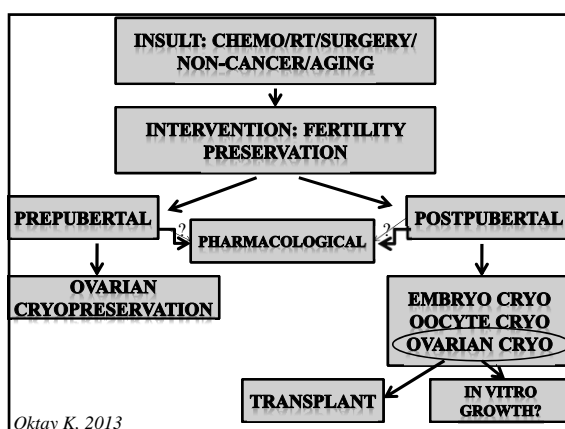 INSULT: CHEMO/RT/SURGERY/
NON-CANCER/AGING
INTERVENTION: FERTILITY
PRESERVATION
PREPUBERTAL
?
PHARMACOLOGICAL
?
POSTPUBERTAL
OVARIAN
CRYOPRESERVATION
EMBRYO CRYO
OOCYTE CRYO
OVARIAN CRYO
TRANSPLANT
IN VITRO
GROWTH?
Oktay K, 2013